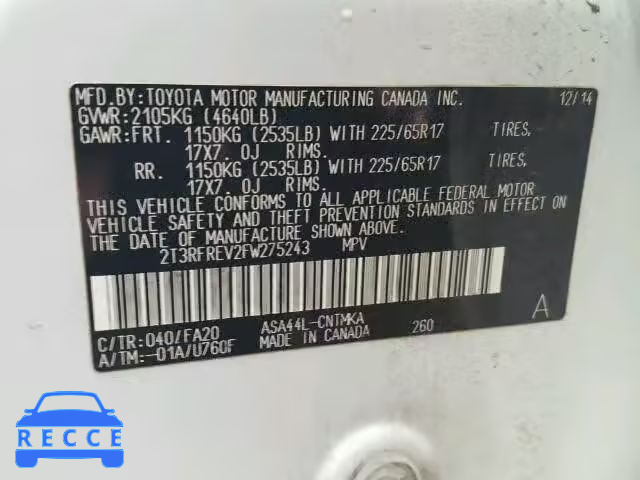 MFD.BY:TOYOTA MOTOR MANUFACTURING CANADA INC. 12/14
GVWR:2105KG (4640LB)
GAWR:FRT. 1150KG (2535LB) WITH 225/65R17 TIRES,
17X7. 0J RIMS.
RR. 1150KG (2535LB) WITH 225/65R17 TIRES,
17X7. 0J RIMS.
THIS VEHICLE CONFORMS TO ALL APPLICABLE FEDERAL MOTOR
VEHICLE SAFETY AND THEFT PREVENTION STANDARDS IN EFFECT ON
THE DATE OF MANUFACTURE SHOWN ABOVE.
2T3RFREV2FW275243 MPV
C/TR:040/FA20 ASA44L-CNTMKA 260 A
A/TM:-01A/U760F MADE IN CANADA
RECCE